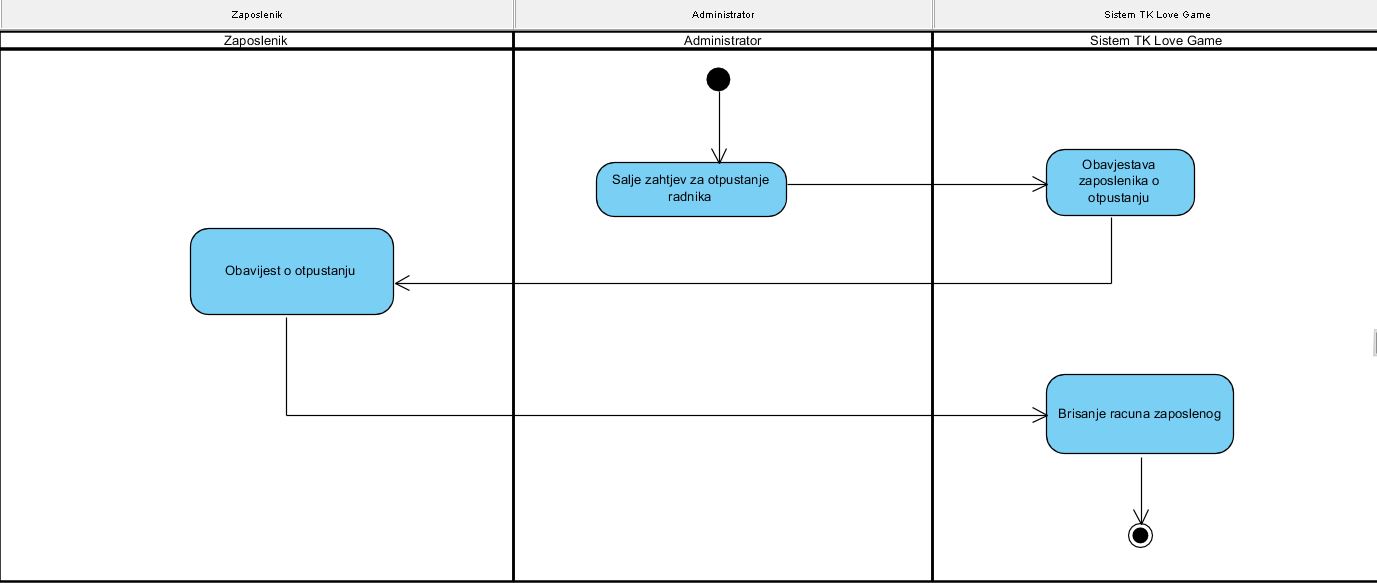 Zaposlenik
Administrator
Sistem TK Love Game
Zaposlenik
Administrator
Sistem TK Love Game
Salje zahtjev za otpustanje
radnika
Obavjestava
zaposlenika o
otpustanju
Obavijest o otpustanju
Brisanje racuna zaposlenog